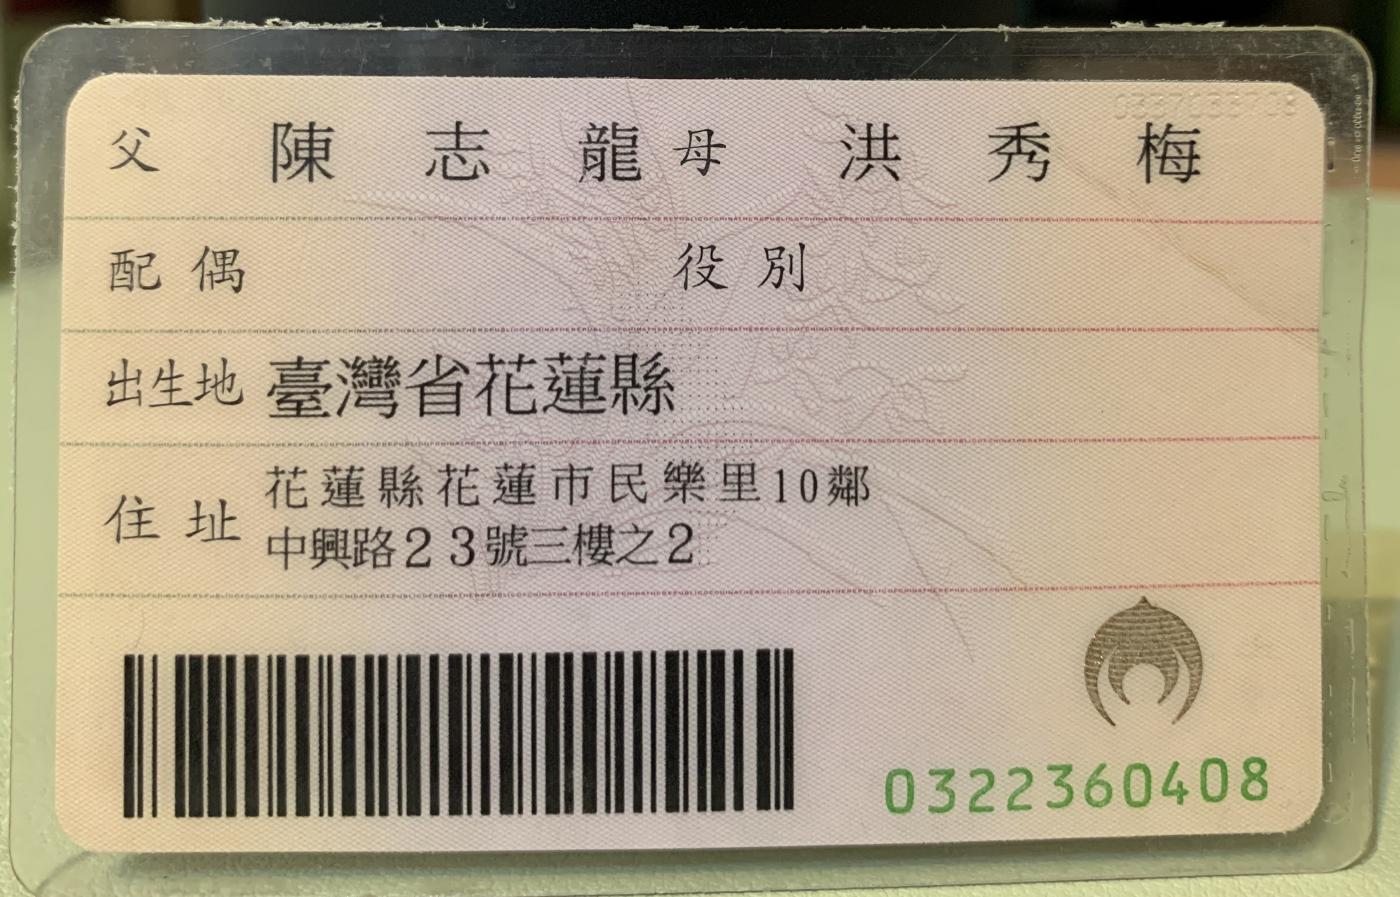 父 陳志龍 母 洪秀梅
配偶 役別
出生地 臺灣省花蓮縣
住址 花蓮縣花蓮市民樂里10鄰
中興路23號三樓之2
0322360408